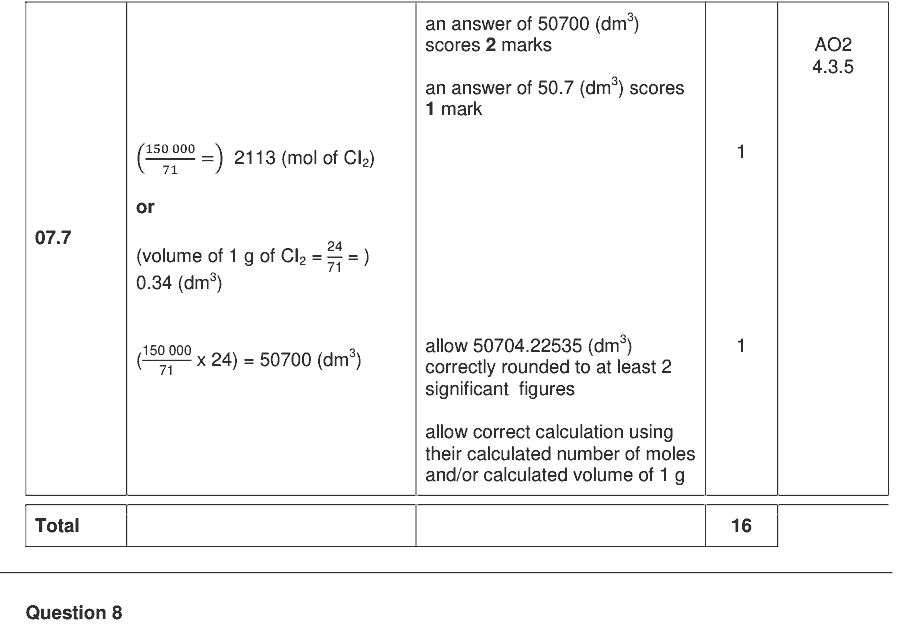 an answer of 50700 (dm³)
scores 2 marks
AO2
4.3.5
an answer of 50.7 (dm³) scores
1 mark
(150 000/71 =) 2113 (mol of Cl₂)
1
or
07.7
(volume of 1 g of Cl₂ = 24/71 = )
0.34 (dm³)
(150 000/71 x 24) = 50700 (dm³)
allow 50704.22535 (dm³)
1
correctly rounded to at least 2
significant figures
allow correct calculation using
their calculated number of moles
and/or calculated volume of 1 g
Total 16
Question 8